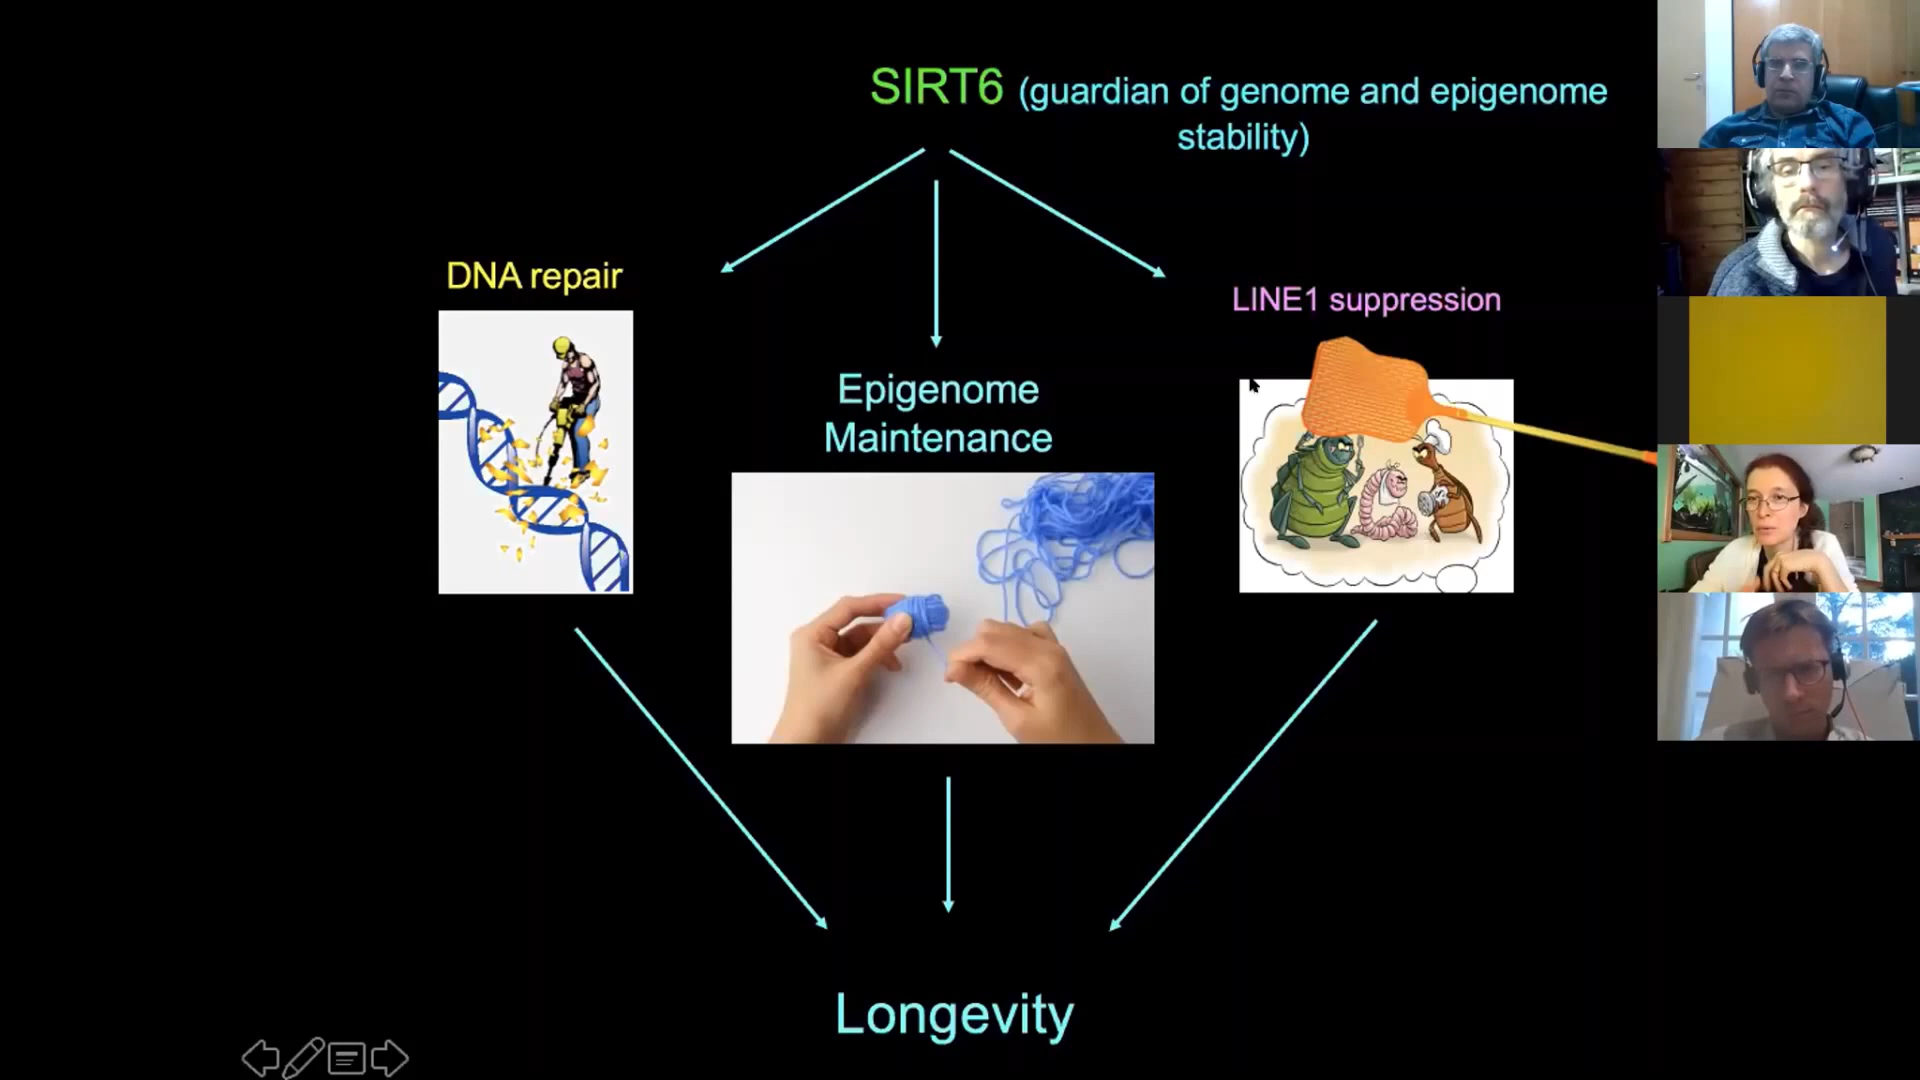 SIRT6 (guardian of genome and epigenome
stability)
DNA repair
LINE1 suppression
Epigenome
Maintenance
Longevity